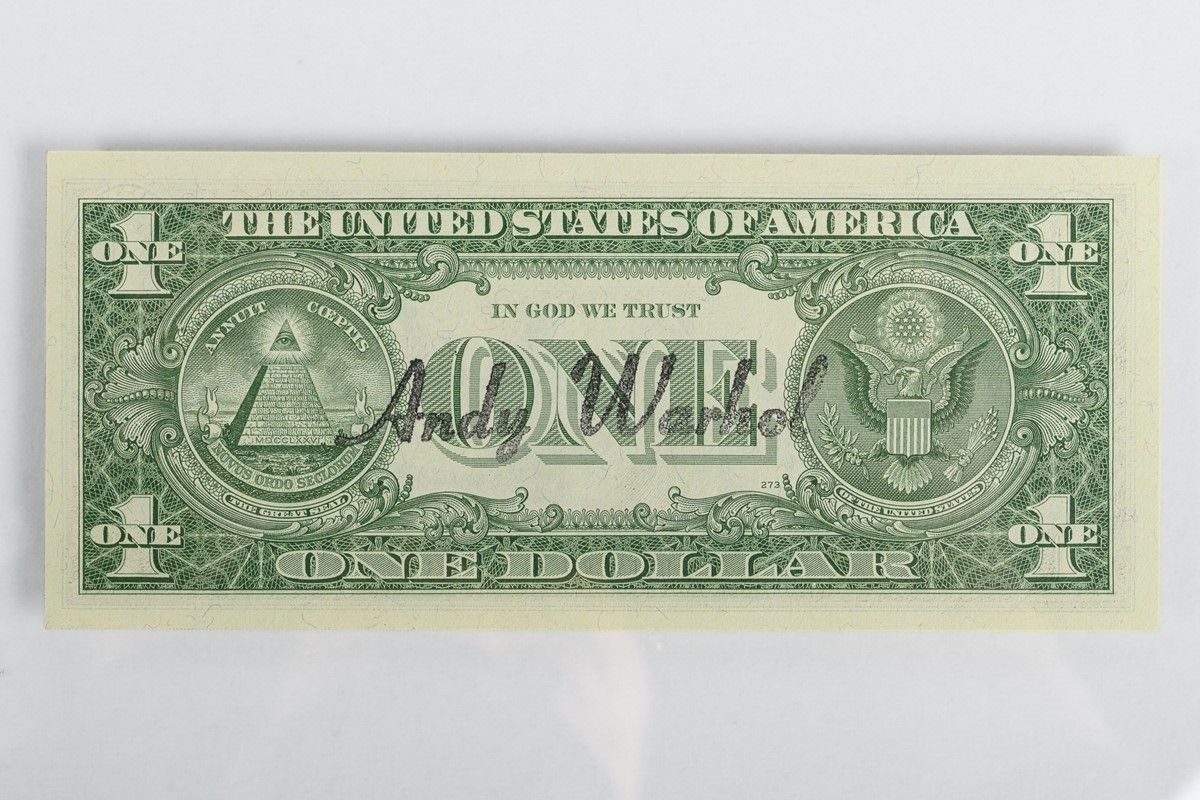 THE UNITED STATES OF AMERICA
1 ONE
1 ONE
IN GOD WE TRUST
ANNUIT COEPTIS
MDCCLXXVI
NOVUS ORDO SECLORUM
THE GREAT SEAL
ONE
Andy Warhol
273
OF THE UNITED STATES
1 ONE
1 ONE
ONE DOLLAR